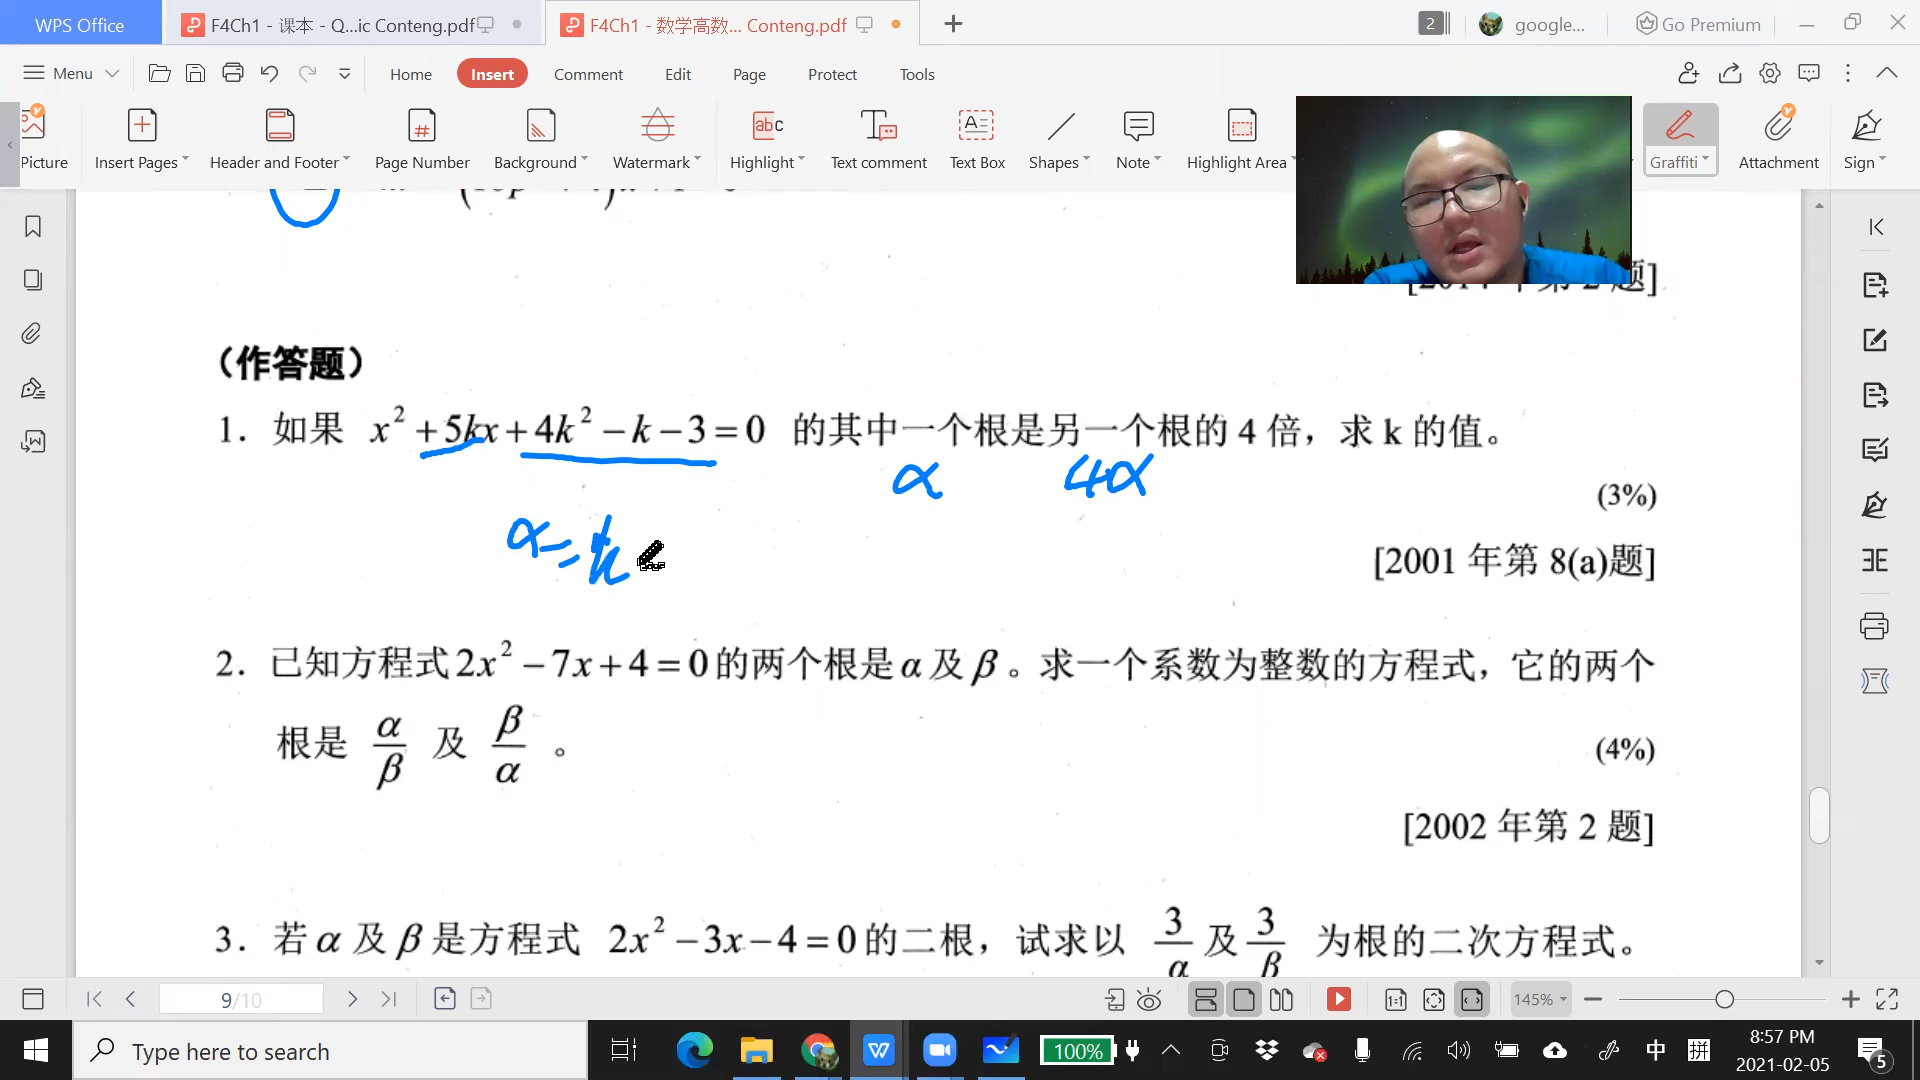 WPS Office
F4Ch1 - 课本 - Q...ic Conteng.pdf
F4Ch1 - 数学高数... Conteng.pdf
2
google...
Go Premium
Menu
Home
Insert
Comment
Edit
Page
Protect
Tools
Picture
Insert Pages
Header and Footer
Page Number
Background
Watermark
Highlight
Text comment
Text Box
Shapes
Note
Highlight Area
Graffiti
Attachment
Sign
题]
（作答题）
1. 如果 x² + 5kx + 4k² − k − 3 = 0 的其中一个根是另一个根的 4 倍，求 k 的值。
α 4α
(3%)
α = k
[2001 年第 8(a)题]
2. 已知方程式 2x² − 7x + 4 = 0 的两个根是 α 及 β。求一个系数为整数的方程式，它的两个
根是 α/β 及 β/α 。
(4%)
[2002 年第 2 题]
3. 若 α 及 β 是方程式 2x² − 3x − 4 = 0 的二根，试求以 3/α 及 3/β 为根的二次方程式。
9/10
1:1
145%
Type here to search
100%
中
拼
8:57 PM
2021-02-05
5